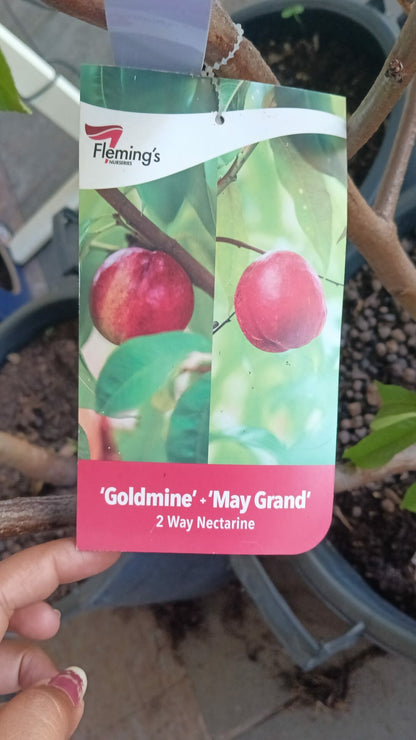 Fleming's
NURSERIES
'Goldmine' + 'May Grand'
2 Way Nectarine